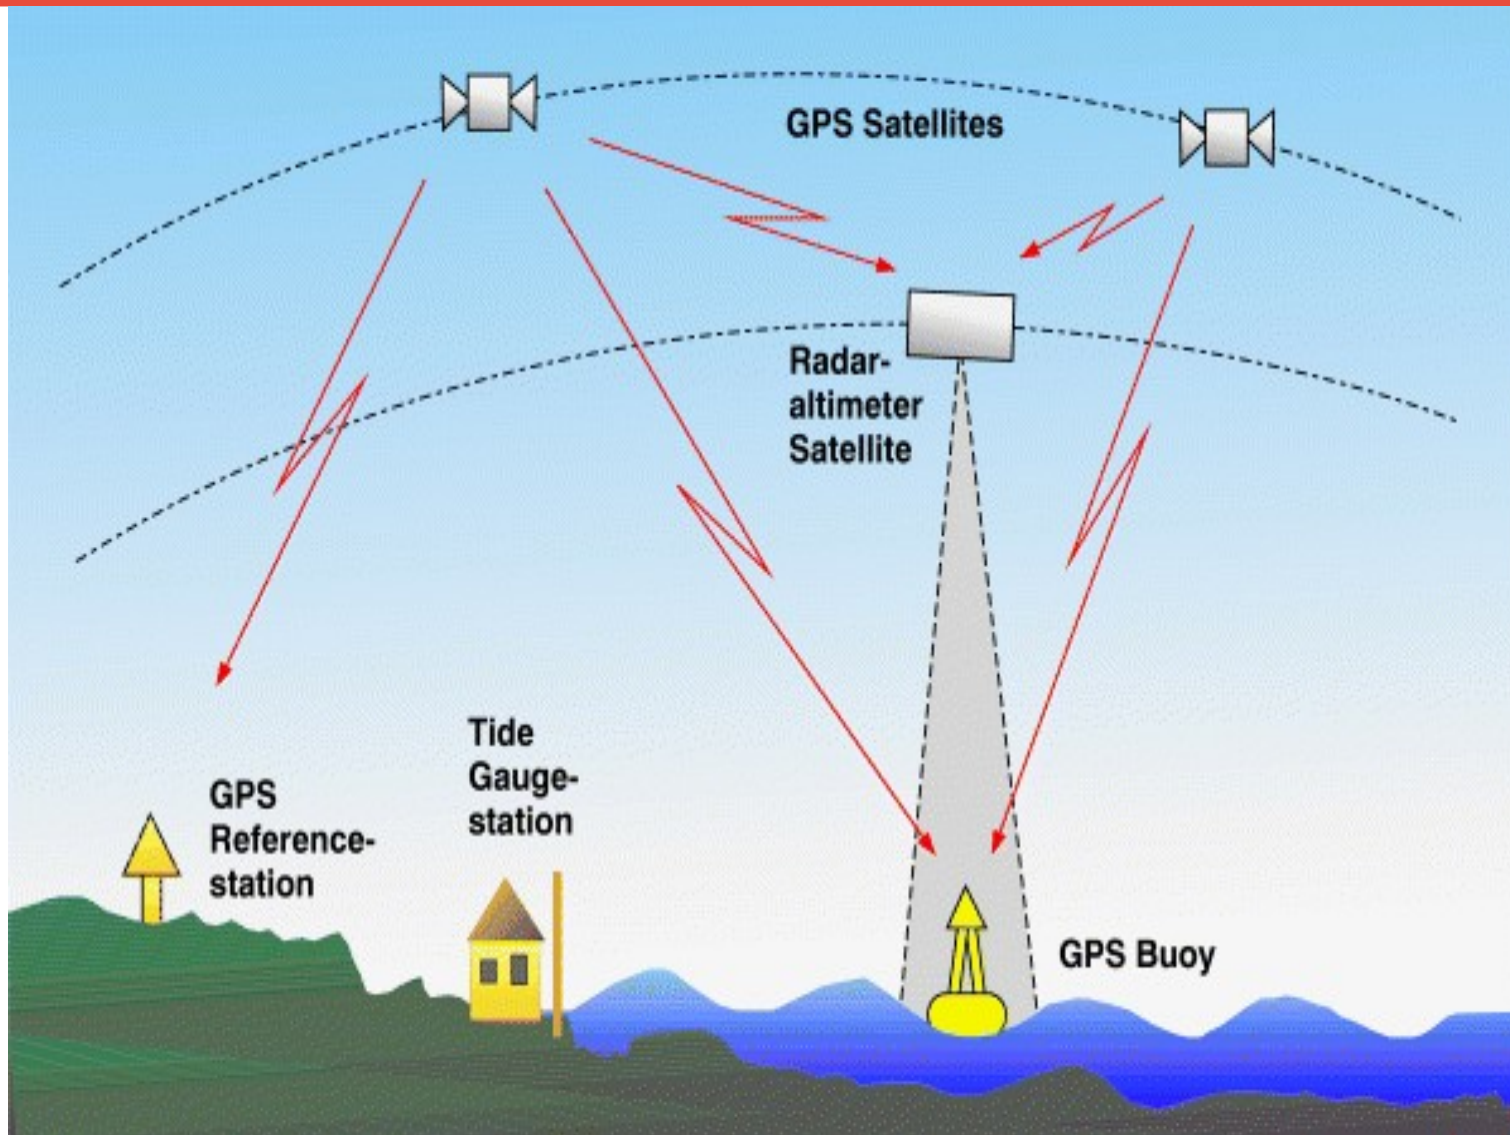 GPS Satellites
Radar-
altimeter
Satellite
Tide
Gauge-
station
GPS
Reference-
station
GPS Buoy